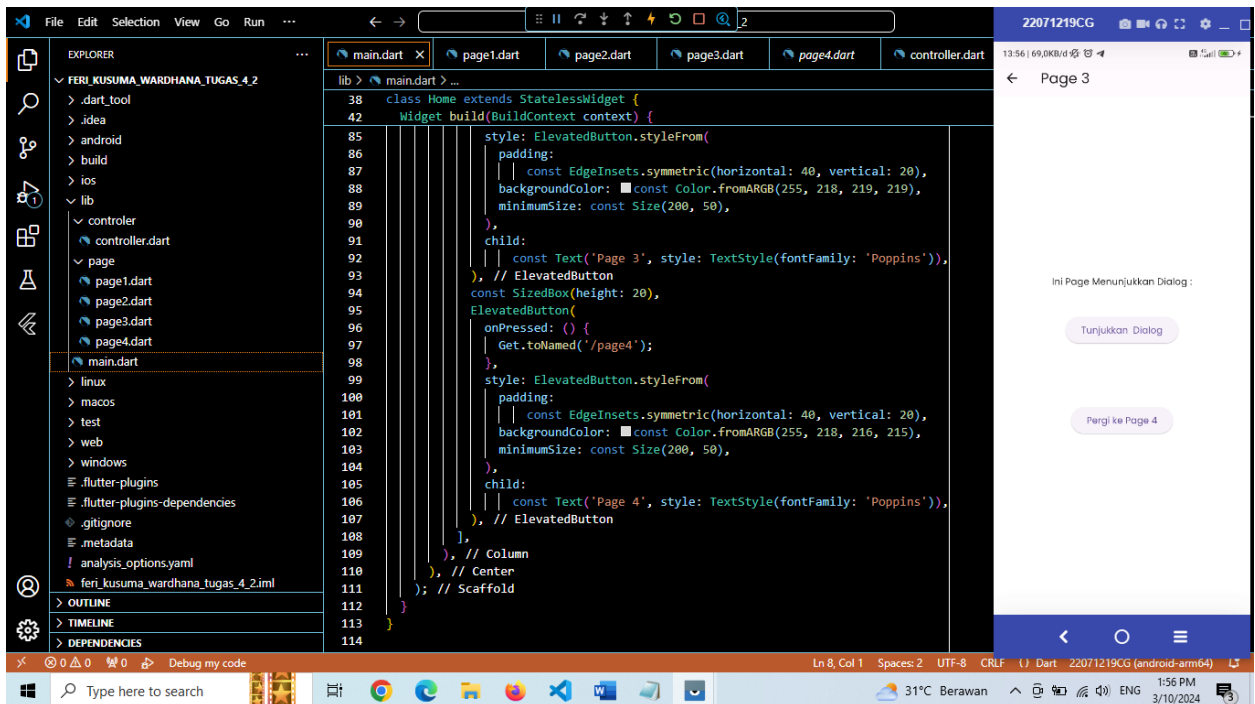 File Edit Selection View Go Run ···
_2
22071219CG
EXPLORER
FERI_KUSUMA_WARDHANA_TUGAS_4_2
.dart_tool
.idea
android
build
ios
lib
controler
controller.dart
page
page1.dart
page2.dart
page3.dart
page4.dart
main.dart
linux
macos
test
web
windows
.flutter-plugins
.flutter-plugins-dependencies
.gitignore
.metadata
analysis_options.yaml
feri_kusuma_wardhana_tugas_4_2.iml
OUTLINE
TIMELINE
DEPENDENCIES
1
main.dart page1.dart page2.dart page3.dart page4.dart controller.dart
lib > main.dart > ...
38 class Home extends StatelessWidget {
42 Widget build(BuildContext context) {
85 style: ElevatedButton.styleFrom(
86 padding:
87 const EdgeInsets.symmetric(horizontal: 40, vertical: 20),
88 backgroundColor: const Color.fromARGB(255, 218, 219, 219),
89 minimumSize: const Size(200, 50),
90 ),
91 child:
92 const Text('Page 3', style: TextStyle(fontFamily: 'Poppins')),
93 ), // ElevatedButton
94 const SizedBox(height: 20),
95 ElevatedButton(
96 onPressed: () {
97 Get.toNamed('/page4');
98 },
99 style: ElevatedButton.styleFrom(
100 padding:
101 const EdgeInsets.symmetric(horizontal: 40, vertical: 20),
102 backgroundColor: const Color.fromARGB(255, 218, 216, 215),
103 minimumSize: const Size(200, 50),
104 ),
105 child:
106 const Text('Page 4', style: TextStyle(fontFamily: 'Poppins')),
107 ), // ElevatedButton
108 ],
109 ), // Column
110 ), // Center
111 ); // Scaffold
112 }
113 }
114
13:56 | 69,0KB/d
Page 3
Ini Page Menunjukkan Dialog :
Tunjukkan Dialog
Pergi ke Page 4
0 0 0 Debug my code
Ln 8, Col 1 Spaces: 2 UTF-8 CRLF {} Dart 22071219CG (android-arm64)
Type here to search
31°C Berawan
ENG
1:56 PM
3/10/2024
3